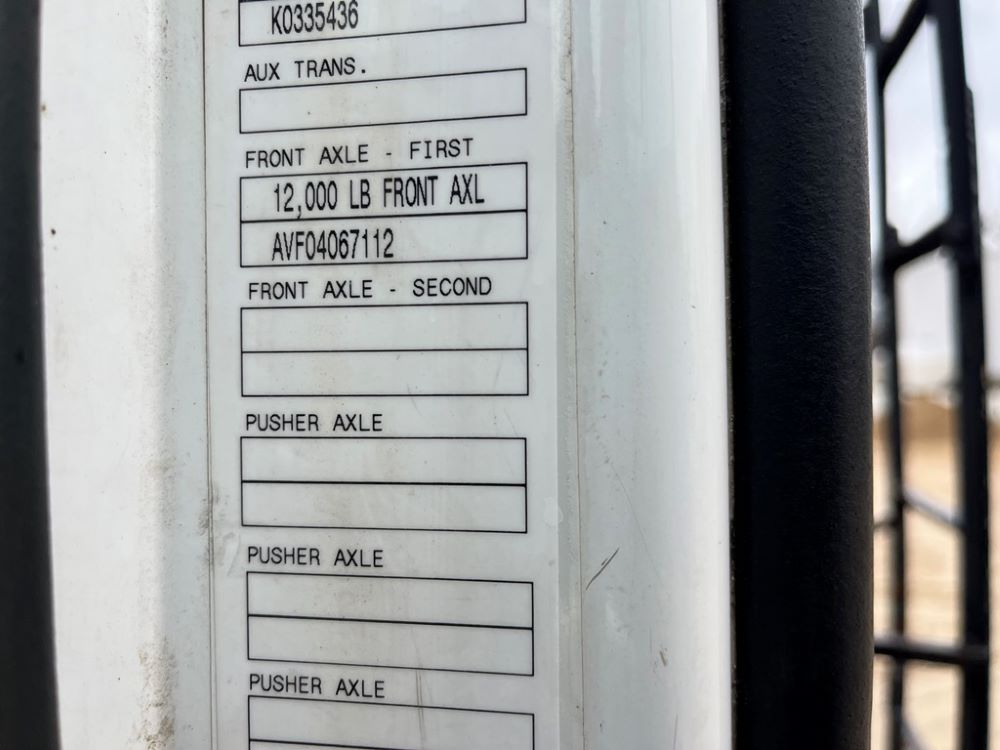 K0335436
AUX TRANS.
FRONT AXLE - FIRST
12,000 LB FRONT AXL
AVF04067112
FRONT AXLE - SECOND
PUSHER AXLE
PUSHER AXLE
PUSHER AXLE